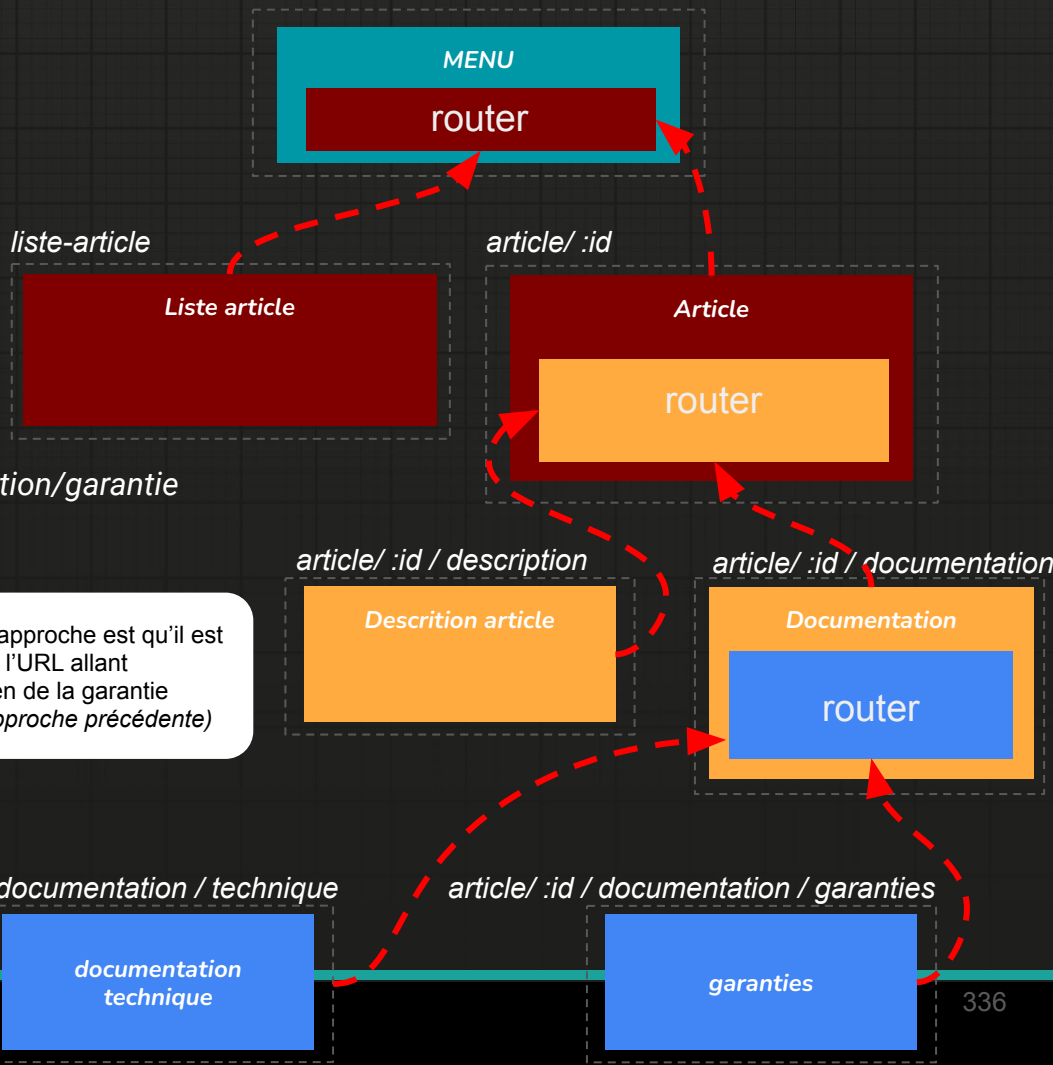 MENU
router
liste-article
article/ :id
Liste article
Article
router
tion/garantie
article/ :id / description
article/ :id / documentation
Descrition article
Documentation
router
approche est qu'il est
l'URL allant
en de la garantie
pproche précédente)
documentation / technique
article/ :id / documentation / garanties
documentation
technique
garanties
336